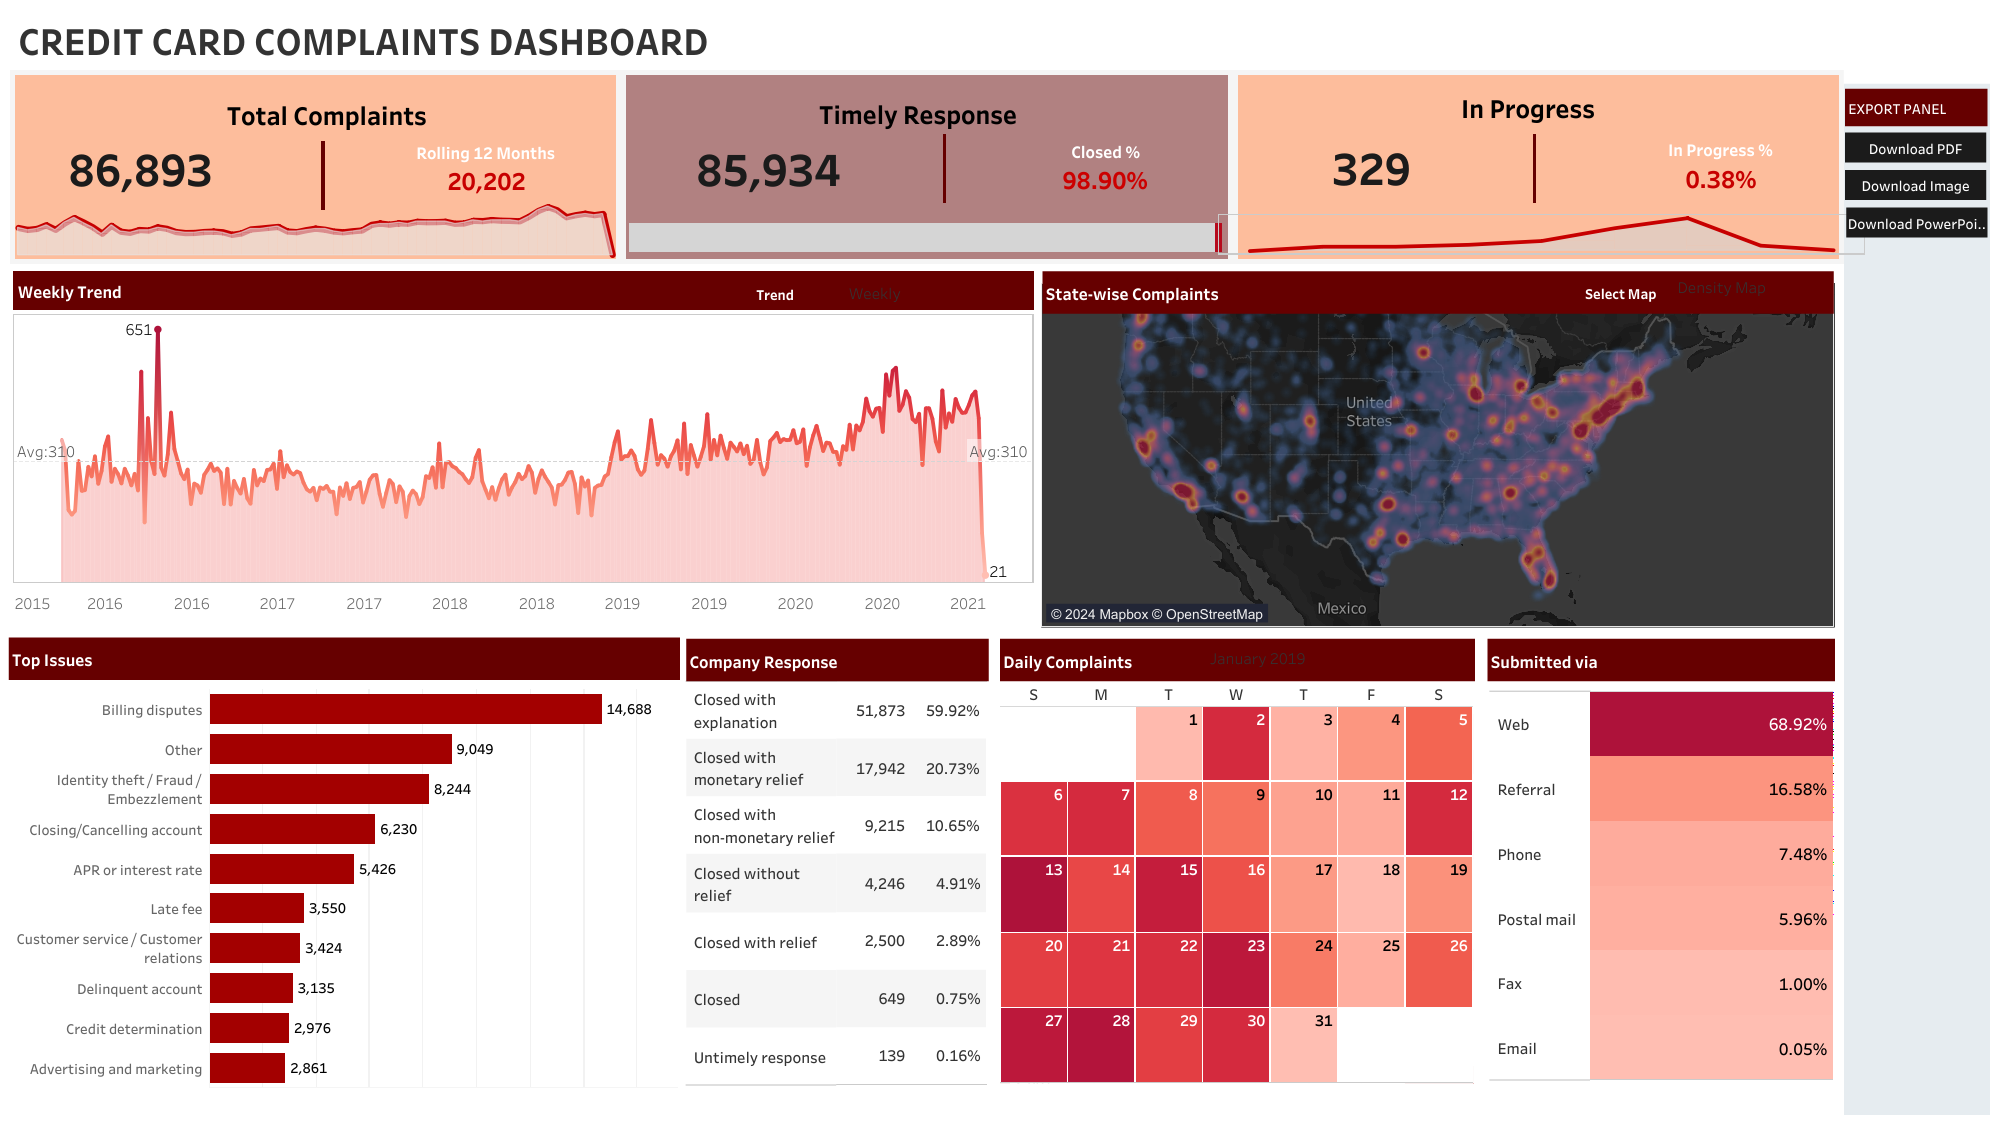 CREDIT CARD COMPLAINTS DASHBOARD
Total Complaints
86,893
Rolling 12 Months
20,202
Timely Response
85,934
Closed %
98.90%
In Progress
329
In Progress %
0.38%
EXPORT PANEL
Download PDF
Download Image
Download PowerPoi..
Weekly Trend
Trend
Weekly
651
Avg:310
Avg:310
21
2015 2016 2016 2017 2017 2018 2018 2019 2019 2020 2020 2021
State-wise Complaints
Select Map
Density Map
United
States
Mexico
© 2024 Mapbox © OpenStreetMap
Top Issues
Billing disputes 14,688
Other 9,049
Identity theft / Fraud /
Embezzlement 8,244
Closing/Cancelling account 6,230
APR or interest rate 5,426
Late fee 3,550
Customer service / Customer
relations 3,424
Delinquent account 3,135
Credit determination 2,976
Advertising and marketing 2,861
Company Response
Closed with
explanation 51,873 59.92%
Closed with
monetary relief 17,942 20.73%
Closed with
non-monetary relief 9,215 10.65%
Closed without
relief 4,246 4.91%
Closed with relief 2,500 2.89%
Closed 649 0.75%
Untimely response 139 0.16%
Daily Complaints
January 2019
S M T W T F S
1 2 3 4 5
6 7 8 9 10 11 12
13 14 15 16 17 18 19
20 21 22 23 24 25 26
27 28 29 30 31
Submitted via
Web 68.92%
Referral 16.58%
Phone 7.48%
Postal mail 5.96%
Fax 1.00%
Email 0.05%